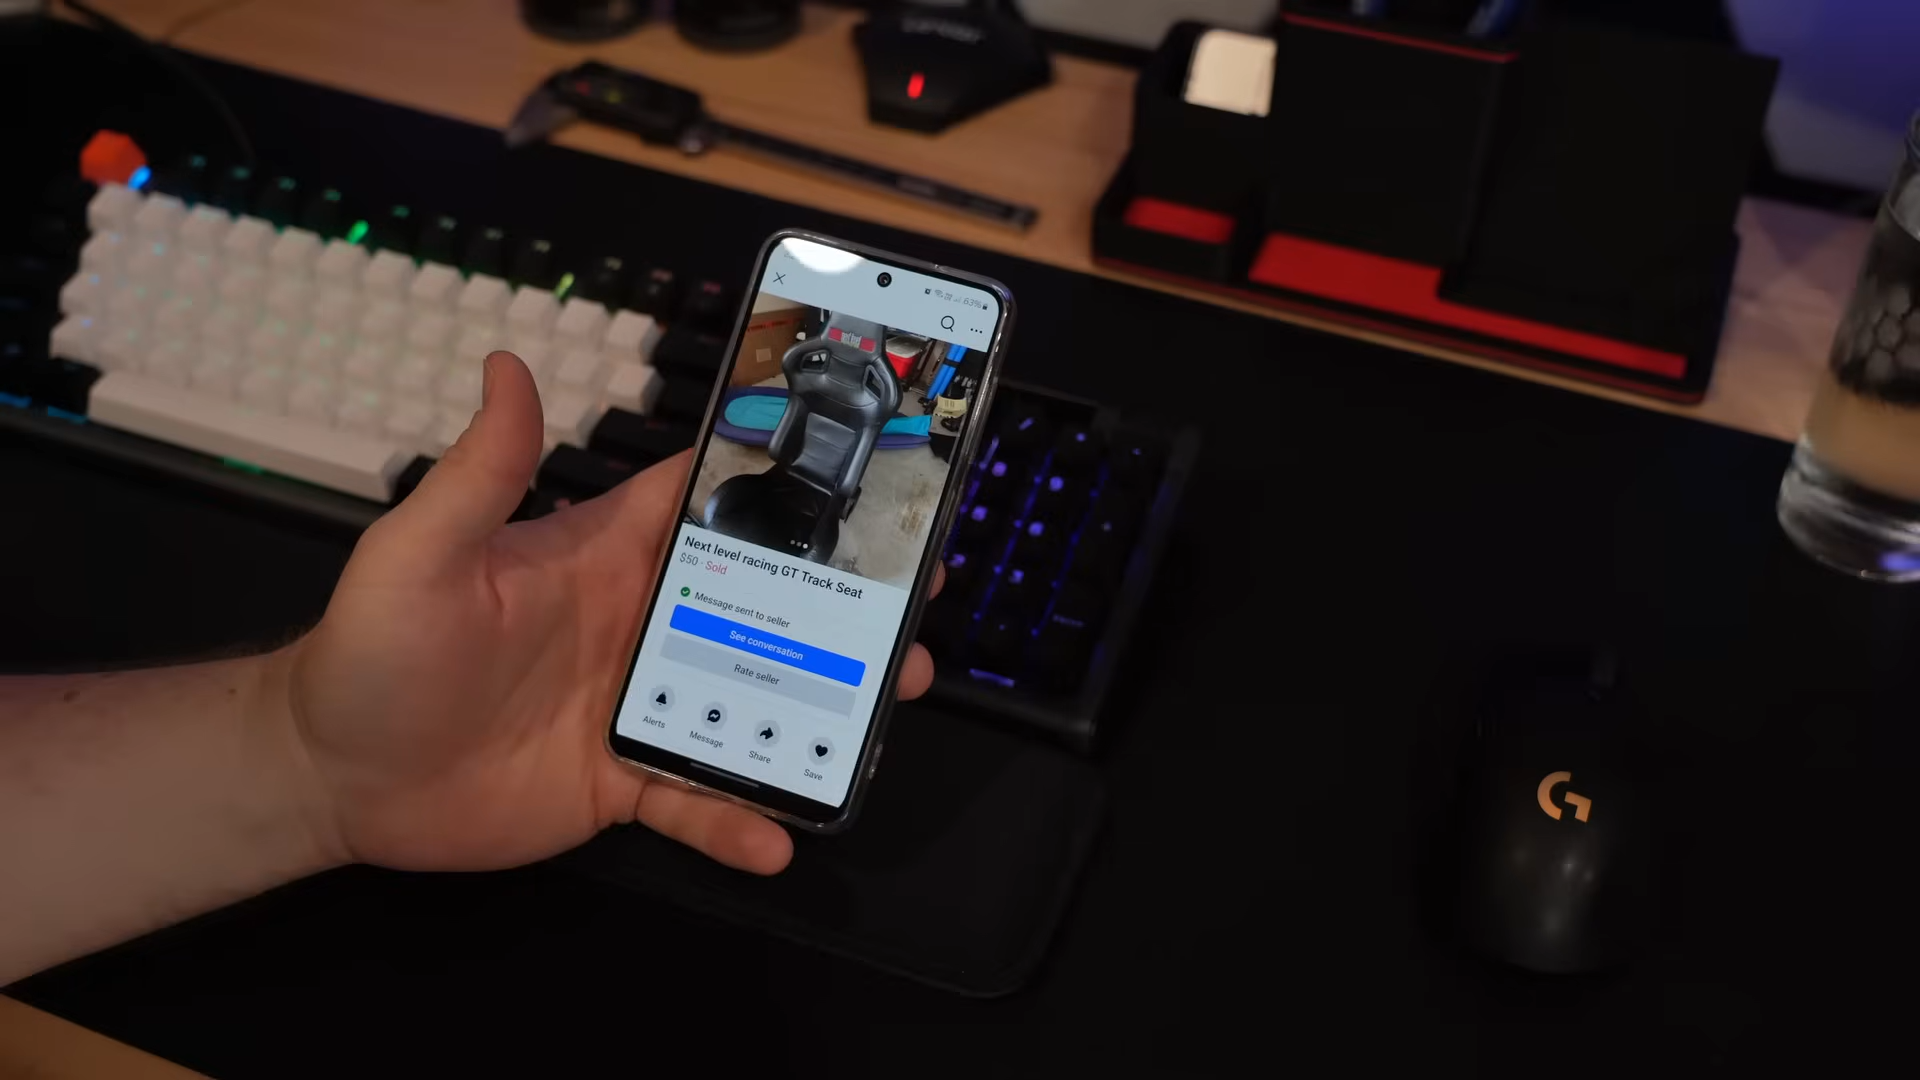 63%
Next level racing GT Track Seat
$50 · Sold
Message sent to seller
See conversation
Rate seller
Alerts
Message
Share
Save
G